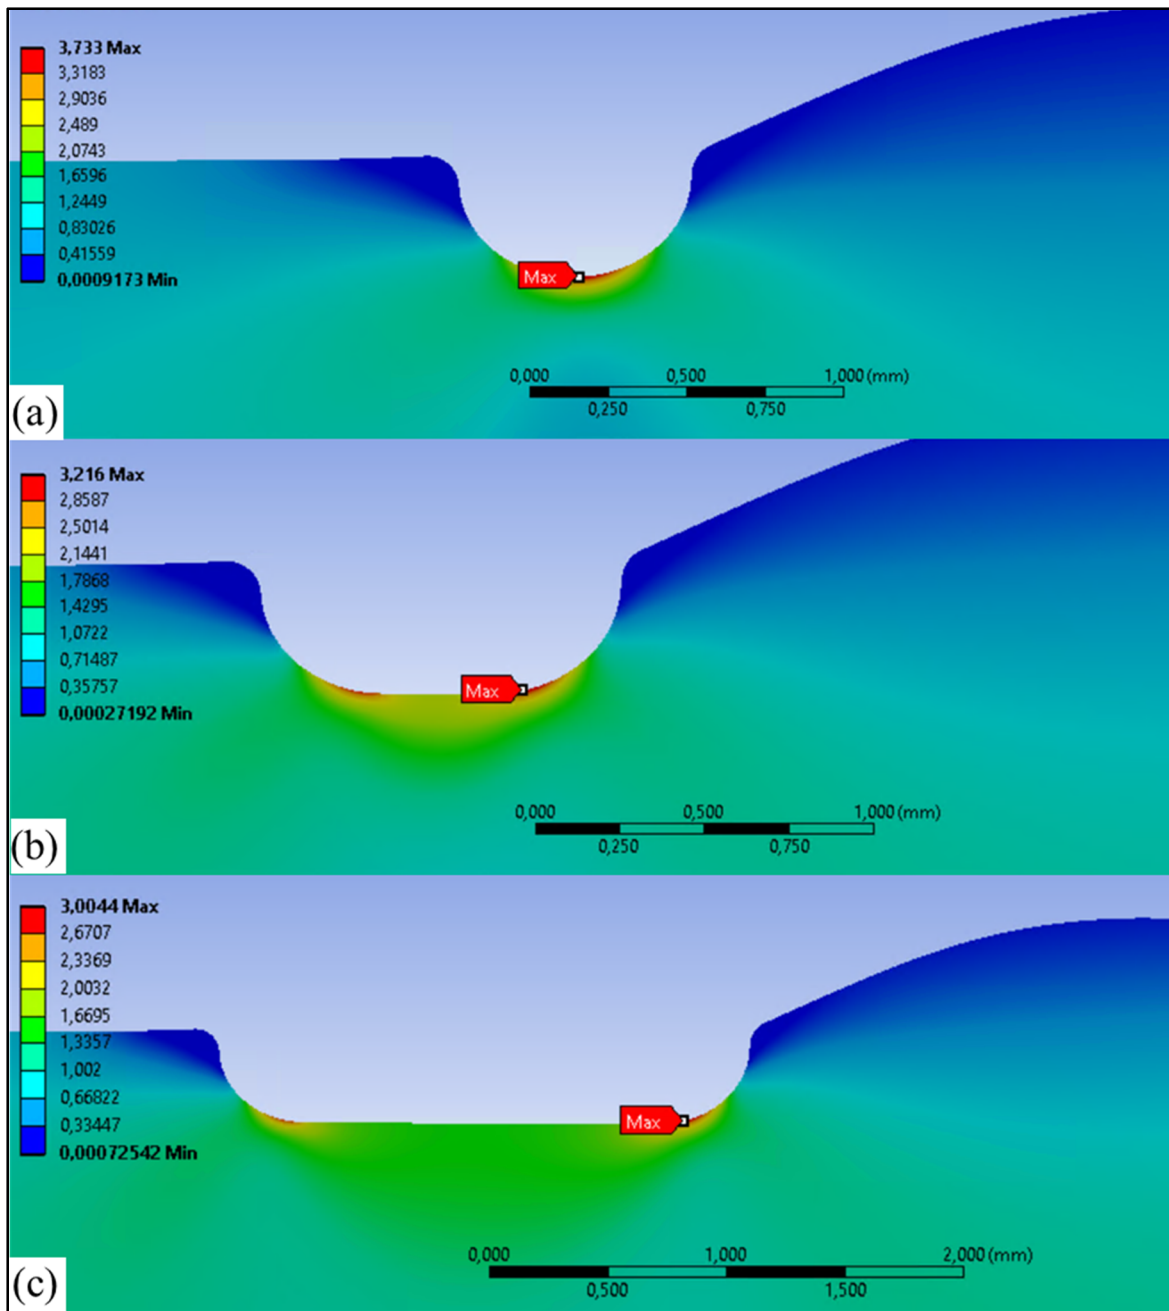 3,733 Max
3,3183
2,9036
2,489
2,0743
1,6596
1,2449
0,83026
0,41559
0,0009173 Min
Max
0,000 0,500 1,000 (mm)
0,250 0,750
(a)
3,216 Max
2,8587
2,5014
2,1441
1,7868
1,4295
1,0722
0,71487
0,35757
0,00027192 Min
Max
0,000 0,500 1,000 (mm)
0,250 0,750
(b)
3,0044 Max
2,6707
2,3369
2,0032
1,6695
1,3357
1,002
0,66822
0,33447
0,00072542 Min
Max
0,000 1,000 2,000 (mm)
0,500 1,500
(c)